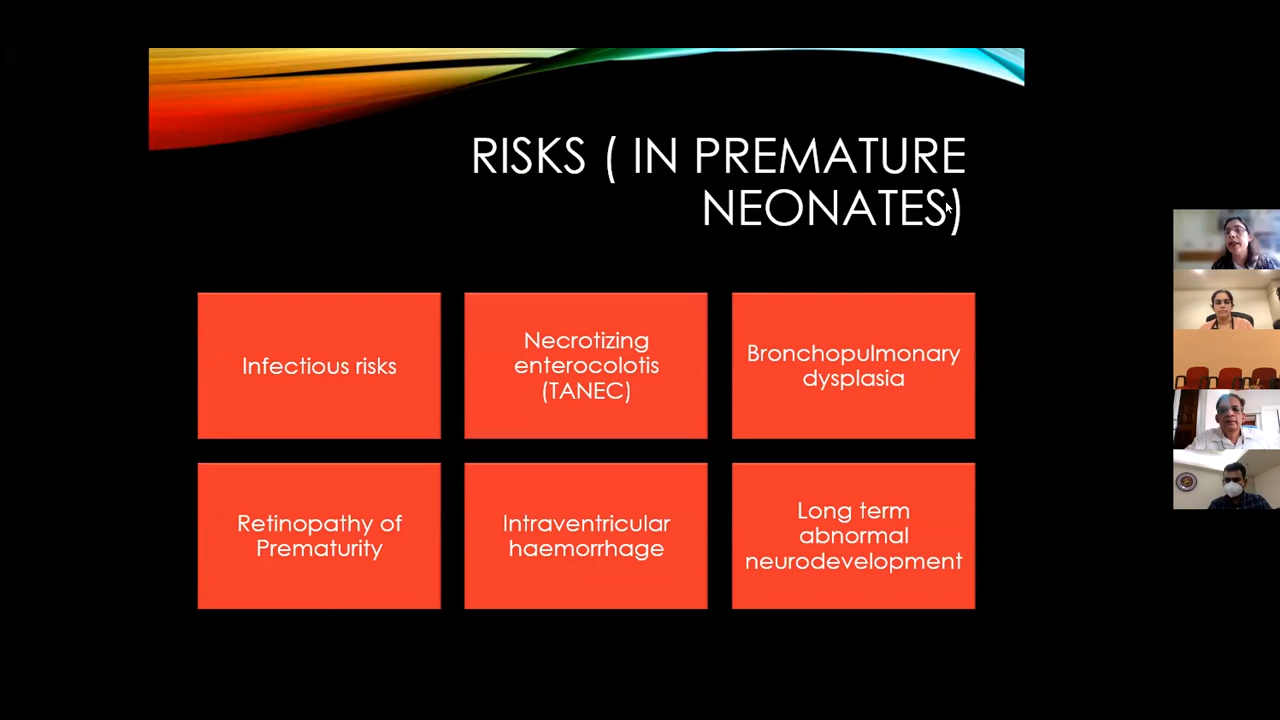 RISKS ( IN PREMATURE
NEONATES)
Infectious risks
Necrotizing
enterocolotis
(TANEC)
Bronchopulmonary
dysplasia
Retinopathy of
Prematurity
Intraventricular
haemorrhage
Long term
abnormal
neurodevelopment